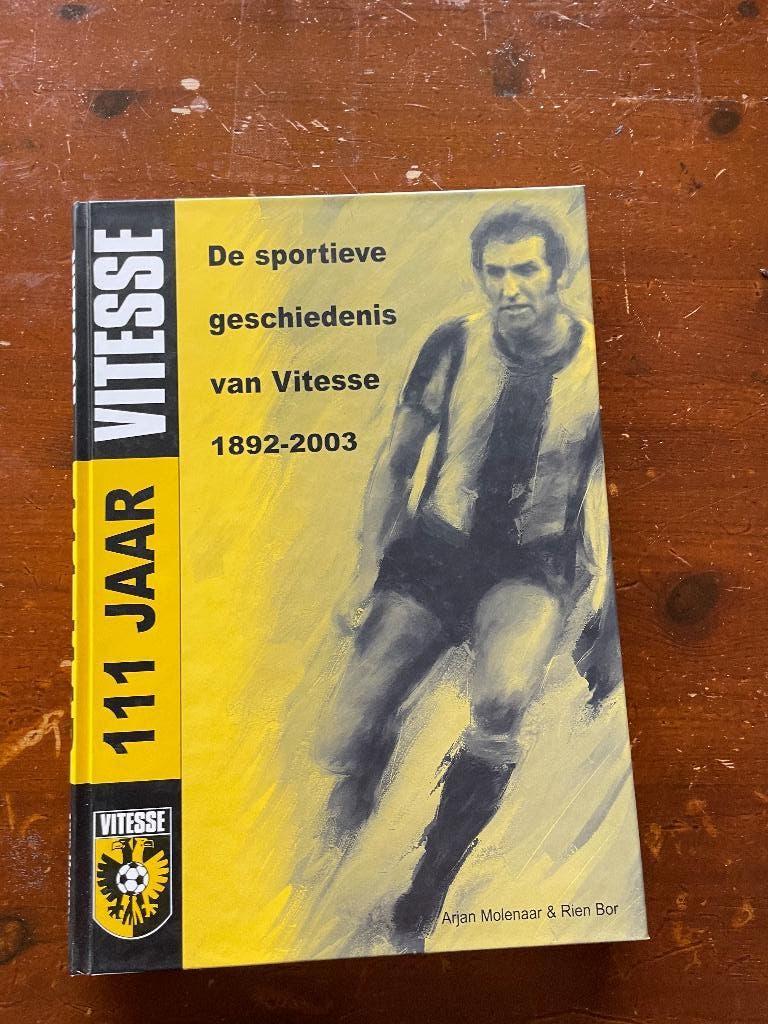 111 JAAR VITESSE
De sportieve
geschiedenis
van Vitesse
1892-2003
VITESSE
Arjan Molenaar & Rien Bor